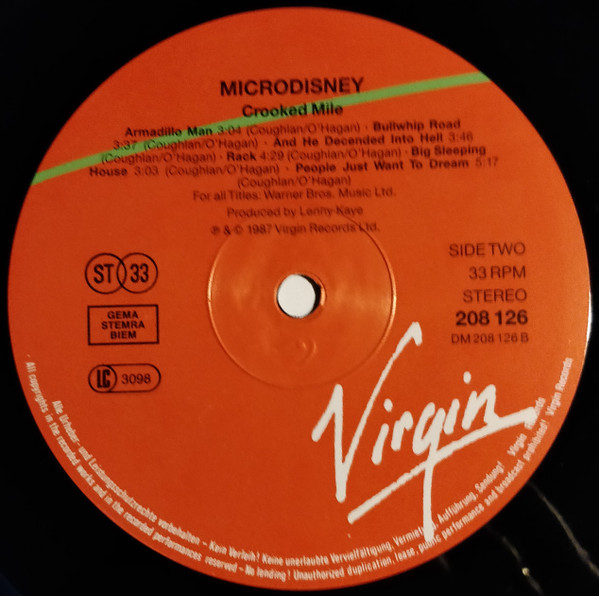 MICRODISNEY
Crooked Mile
Armadillo Man 3:04 (Coughlan/O'Hagan) · Bullwhip Road
3:37 (Coughlan/O'Hagan) · And He Decended Into Hell 3:46
(Coughlan/O'Hagan) · Rack 4:29 (Coughlan/O'Hagan) · Big Sleeping
House 3:03 (Coughlan/O'Hagan) · People Just Want To Dream 5:17
(Coughlan/O'Hagan)
For all Titles: Warner Bros. Music Ltd.
Produced by Lenny Kaye
℗ & © 1987 Virgin Records Ltd.
ST 33
GEMA
STEMRA
BIEM
LC 3098
SIDE TWO
33 RPM
STEREO
208 126
DM 208 126 B
Virgin
Alle Urheber- und Leistungsschutzrechte vorbehalten – Kein Verleih! Keine unerlaubte Vervielfältigung, Vermietung, Aufführung, Sendung! Virgin Records
· All copyrights in the recorded works and in the recorded performances reserved – No lending! Unauthorized duplication, lease, public performance and broadcast prohibited! Virgin Records